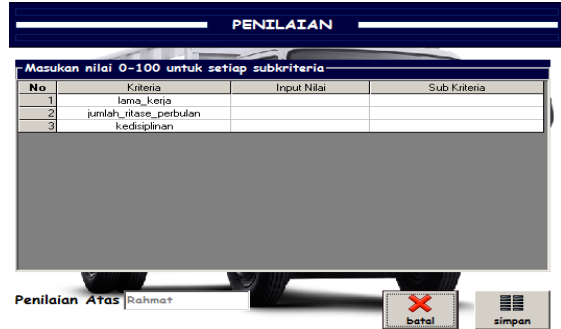 PENILAIAN
Masukan nilai 0-100 untuk setiap subkriteria
No Kriteria Input Nilai Sub Kriteria
1 lama_kerja
2 jumlah_ritase_perbulan
3 kedisiplinan
Penilaian Atas Rahmat
batal simpan